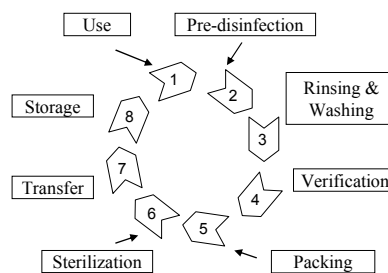 Use
Pre-disinfection
1
2
Rinsing &
Washing
3
Verification
4
Packing
5
Sterilization
6
Transfer
7
Storage
8